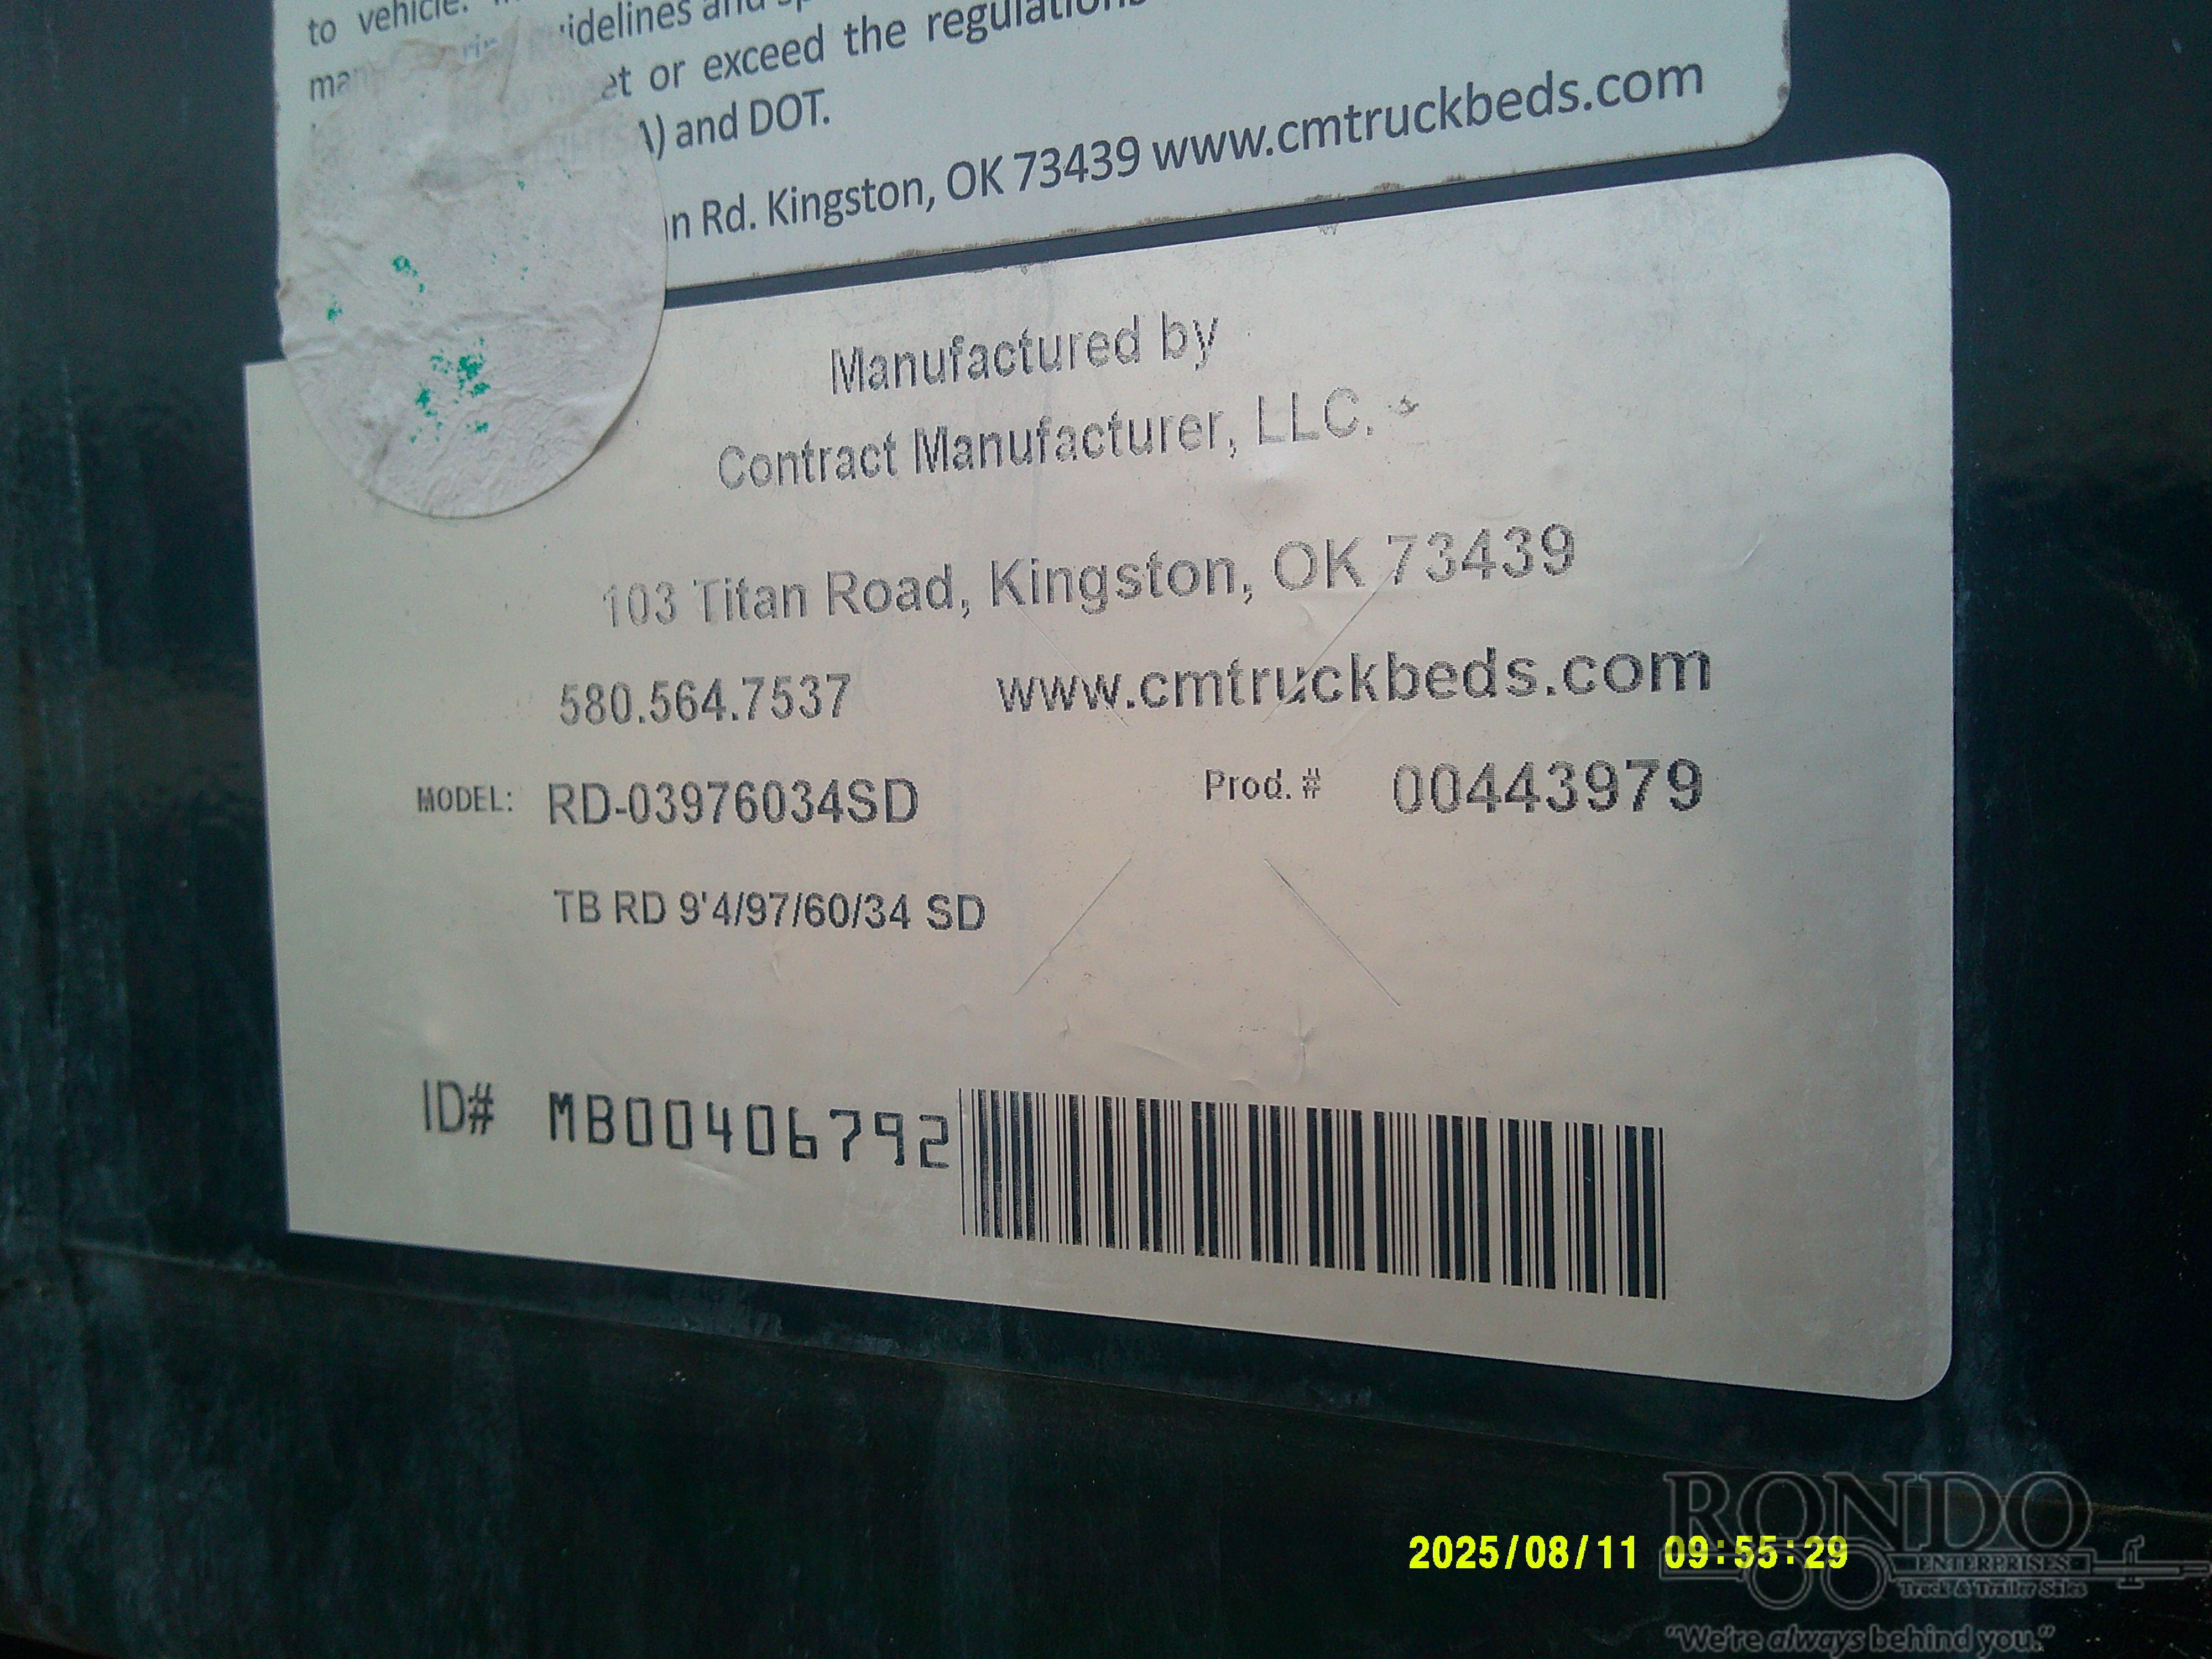 to vehicle.
guidelines and
or exceed the regulations
and DOT.
Rd. Kingston, OK 73439 www.cmtruckbeds.com
Manufactured by
Contract Manufacturer, LLC.
103 Titan Road, Kingston, OK 73439
580.564.7537 www.cmtruckbeds.com
MODEL: RD-03976034SD Prod. # 00443979
TB RD 9'4/97/60/34 SD
ID# MB00406792
2025/08/11 09:55:29
RONDO
ENTERPRISES
Truck & Trailer Sales
"We're always behind you."